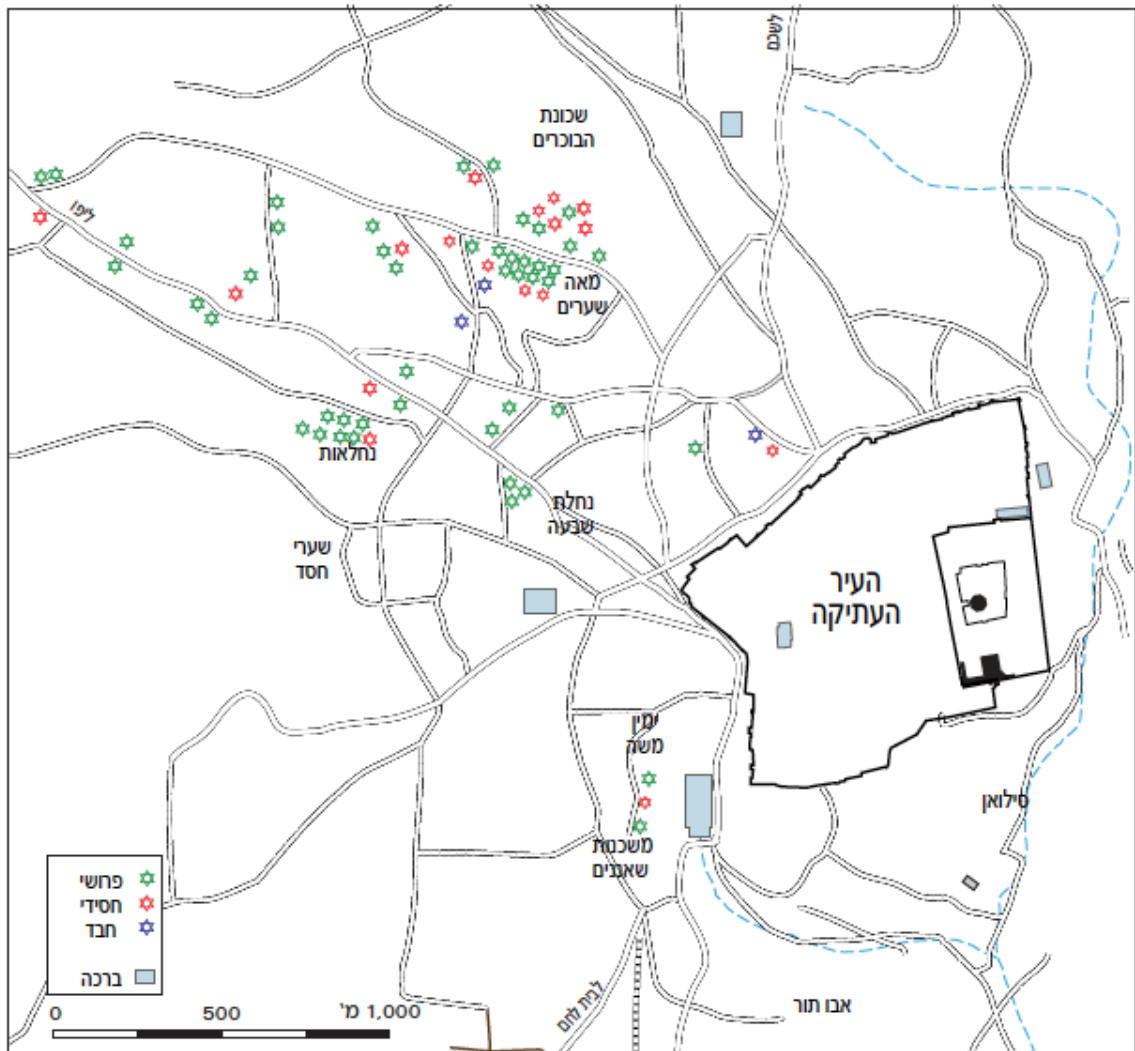 לשכם
שכונת
הבוכרים
ליפו
מאה
שערים
נחלאות
נחלת
שבעה
שערי
חסד
העיר
העתיקה
ימין
משה
סילואן
משכנות
שאננים
פרושי
חסידי
חבד
ברכה
אבו תור
לבית לחם
0 500 1,000 מ'